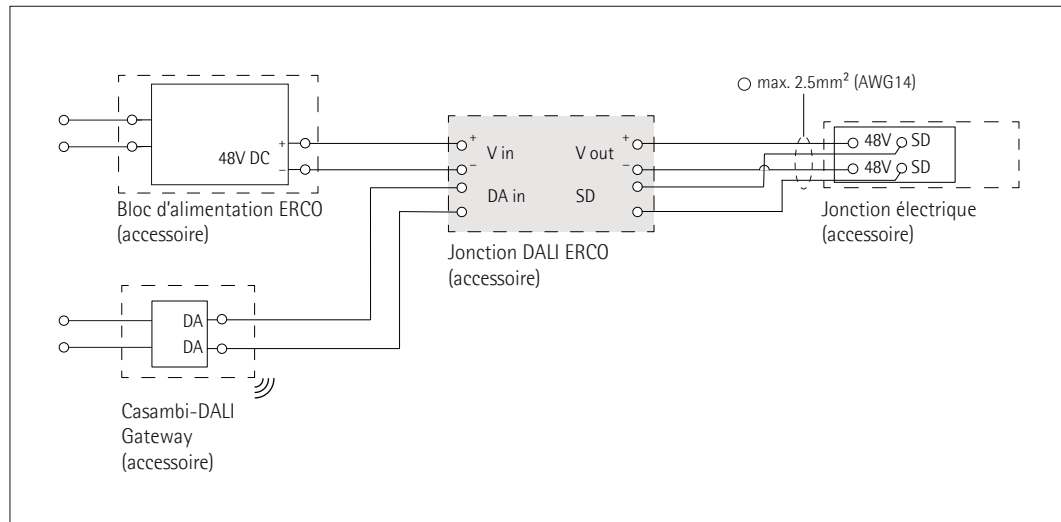 max. 2.5mm² (AWG14)
+
48V DC
−
Bloc d'alimentation ERCO
(accessoire)
+
V in
−
DA in
+
V out
−
SD
Jonction DALI ERCO
(accessoire)
48V SD
48V SD
Jonction électrique
(accessoire)
DA
DA
Casambi-DALI
Gateway
(accessoire)